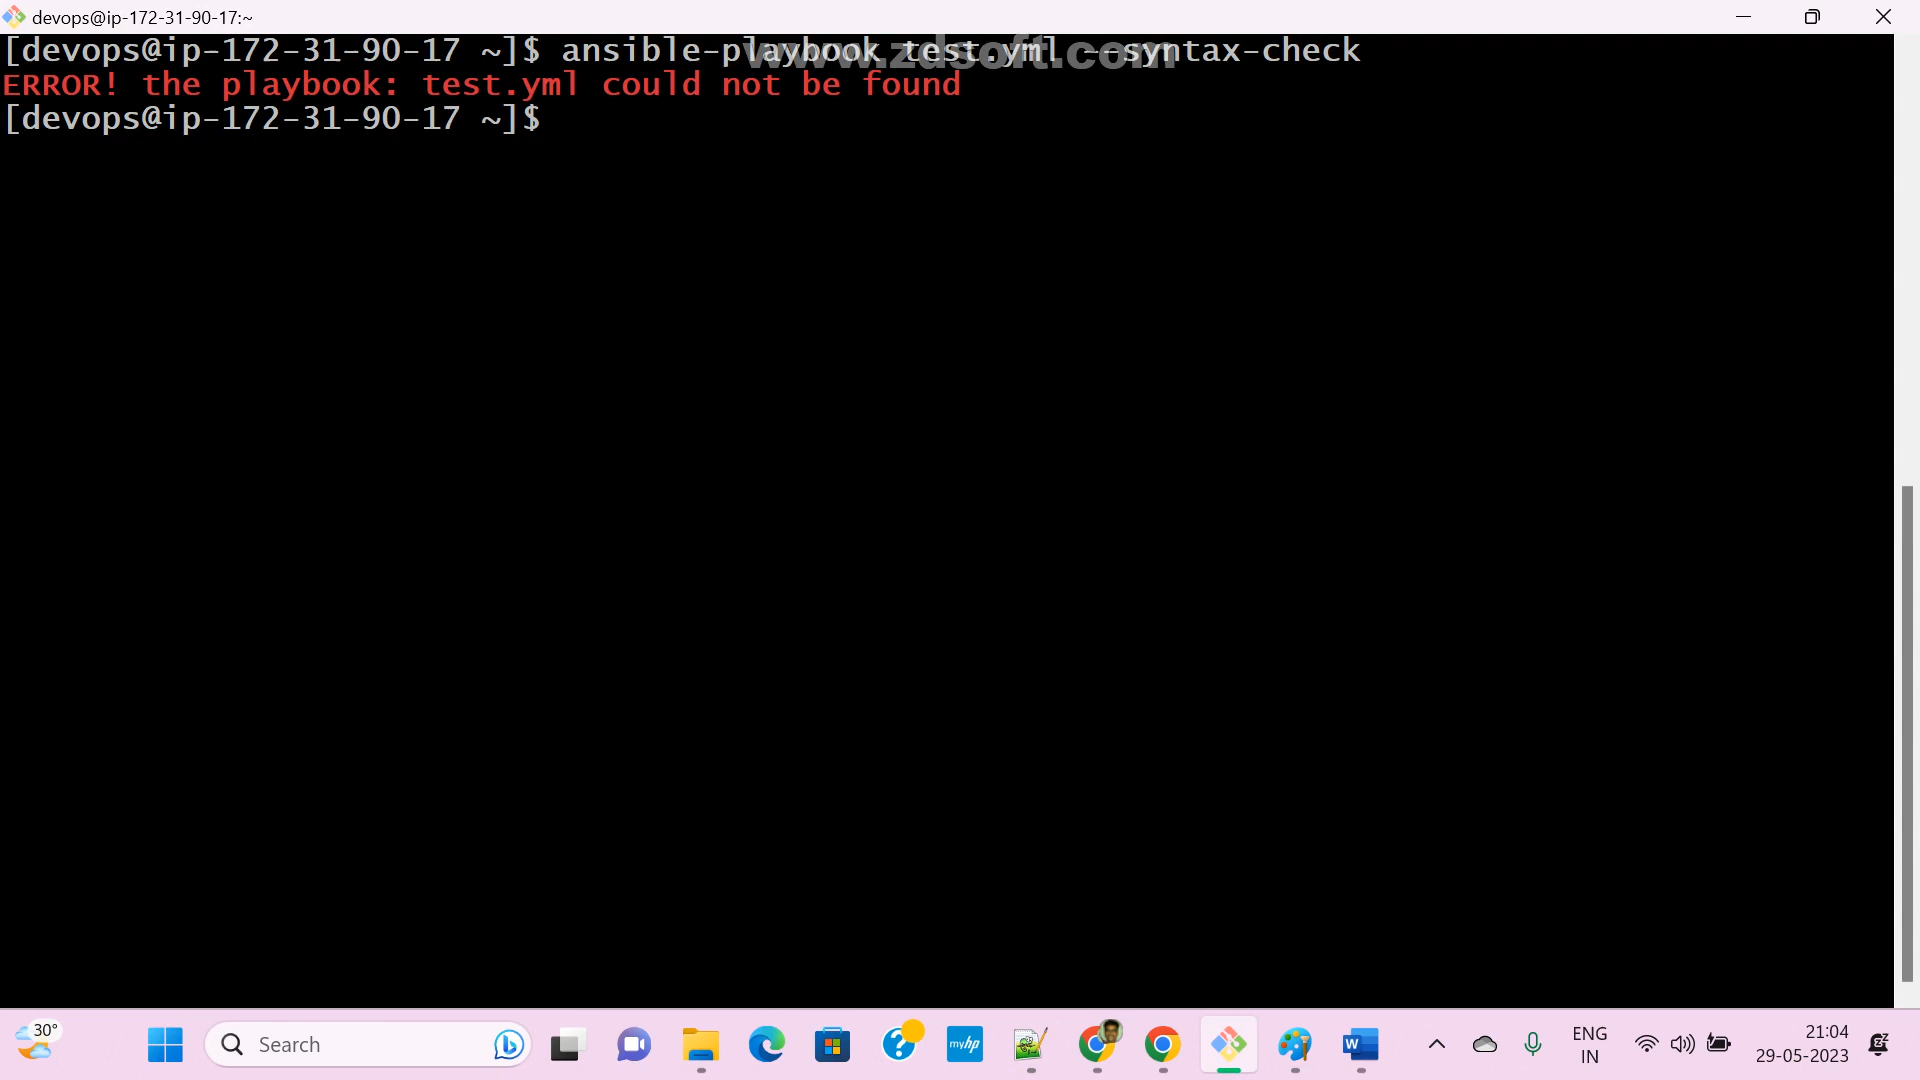 devops@ip-172-31-90-17:~
[devops@ip-172-31-90-17 ~]$ ansible-playbook test.yml --syntax-check
www.zdsoft.com
ERROR! the playbook: test.yml could not be found
[devops@ip-172-31-90-17 ~]$
30°
Search
myhp
W
ENG
IN
21:04
29-05-2023